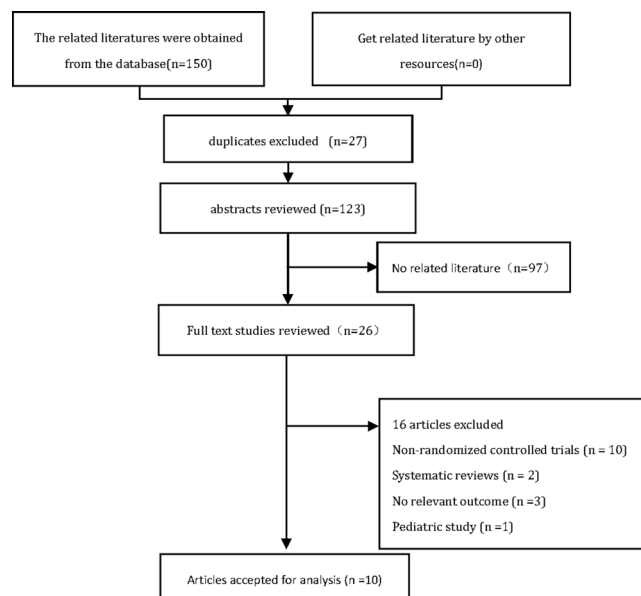 The related literatures were obtained
from the database(n=150)
Get related literature by other
resources(n=0)
duplicates excluded (n=27)
abstracts reviewed (n=123)
No related literature（n=97）
Full text studies reviewed（n=26）
16 articles excluded
Non-randomized controlled trials (n = 10)
Systematic reviews (n = 2)
No relevant outcome (n =3)
Pediatric study (n =1)
Articles accepted for analysis (n =10)